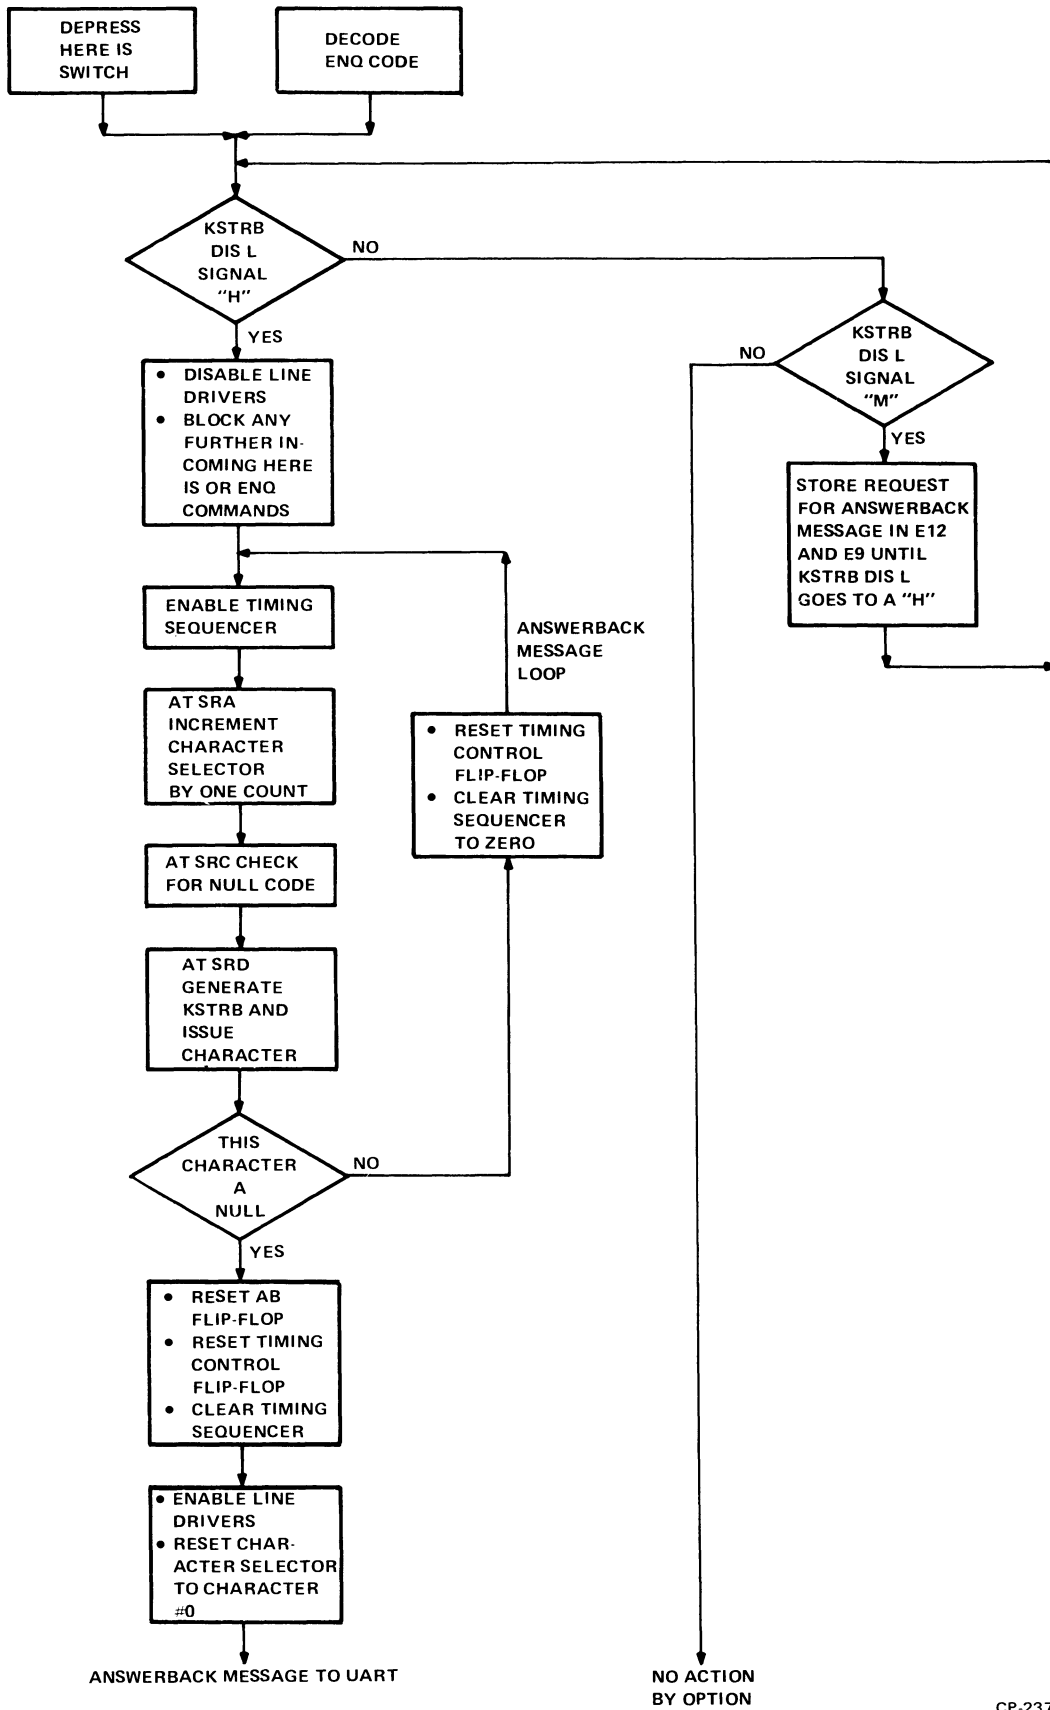 DEPRESS
HERE IS
SWITCH
DECODE
ENQ CODE
KSTRB
DIS L
SIGNAL
"H"
NO
YES
KSTRB
DIS L
SIGNAL
"M"
NO
YES
• DISABLE LINE
DRIVERS
• BLOCK ANY
FURTHER IN-
COMING HERE
IS OR ENQ
COMMANDS
STORE REQUEST
FOR ANSWERBACK
MESSAGE IN E12
AND E9 UNTIL
KSTRB DIS L
GOES TO A "H"
ENABLE TIMING
SEQUENCER
ANSWERBACK
MESSAGE
LOOP
AT SRA
INCREMENT
CHARACTER
SELECTOR
BY ONE COUNT
• RESET TIMING
CONTROL
FLIP-FLOP
• CLEAR TIMING
SEQUENCER
TO ZERO
AT SRC CHECK
FOR NULL CODE
AT SRD
GENERATE
KSTRB AND
ISSUE
CHARACTER
THIS
CHARACTER
A
NULL
NO
YES
• RESET AB
FLIP-FLOP
• RESET TIMING
CONTROL
FLIP-FLOP
• CLEAR TIMING
SEQUENCER
• ENABLE LINE
DRIVERS
• RESET CHAR-
ACTER SELECTOR
TO CHARACTER
#0
ANSWERBACK MESSAGE TO UART
NO ACTION
BY OPTION